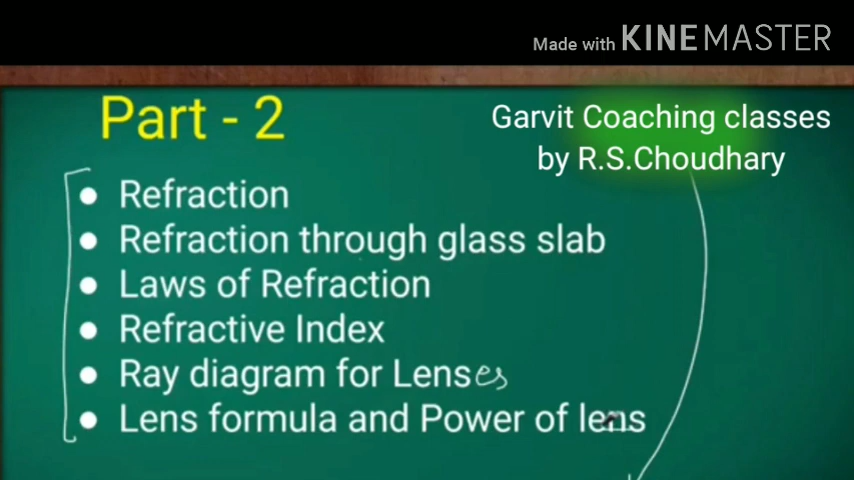 Made with KINEMASTER
Part - 2
Garvit Coaching classes
by R.S.Choudhary
• Refraction
• Refraction through glass slab
• Laws of Refraction
• Refractive Index
• Ray diagram for Lenses
• Lens formula and Power of lens